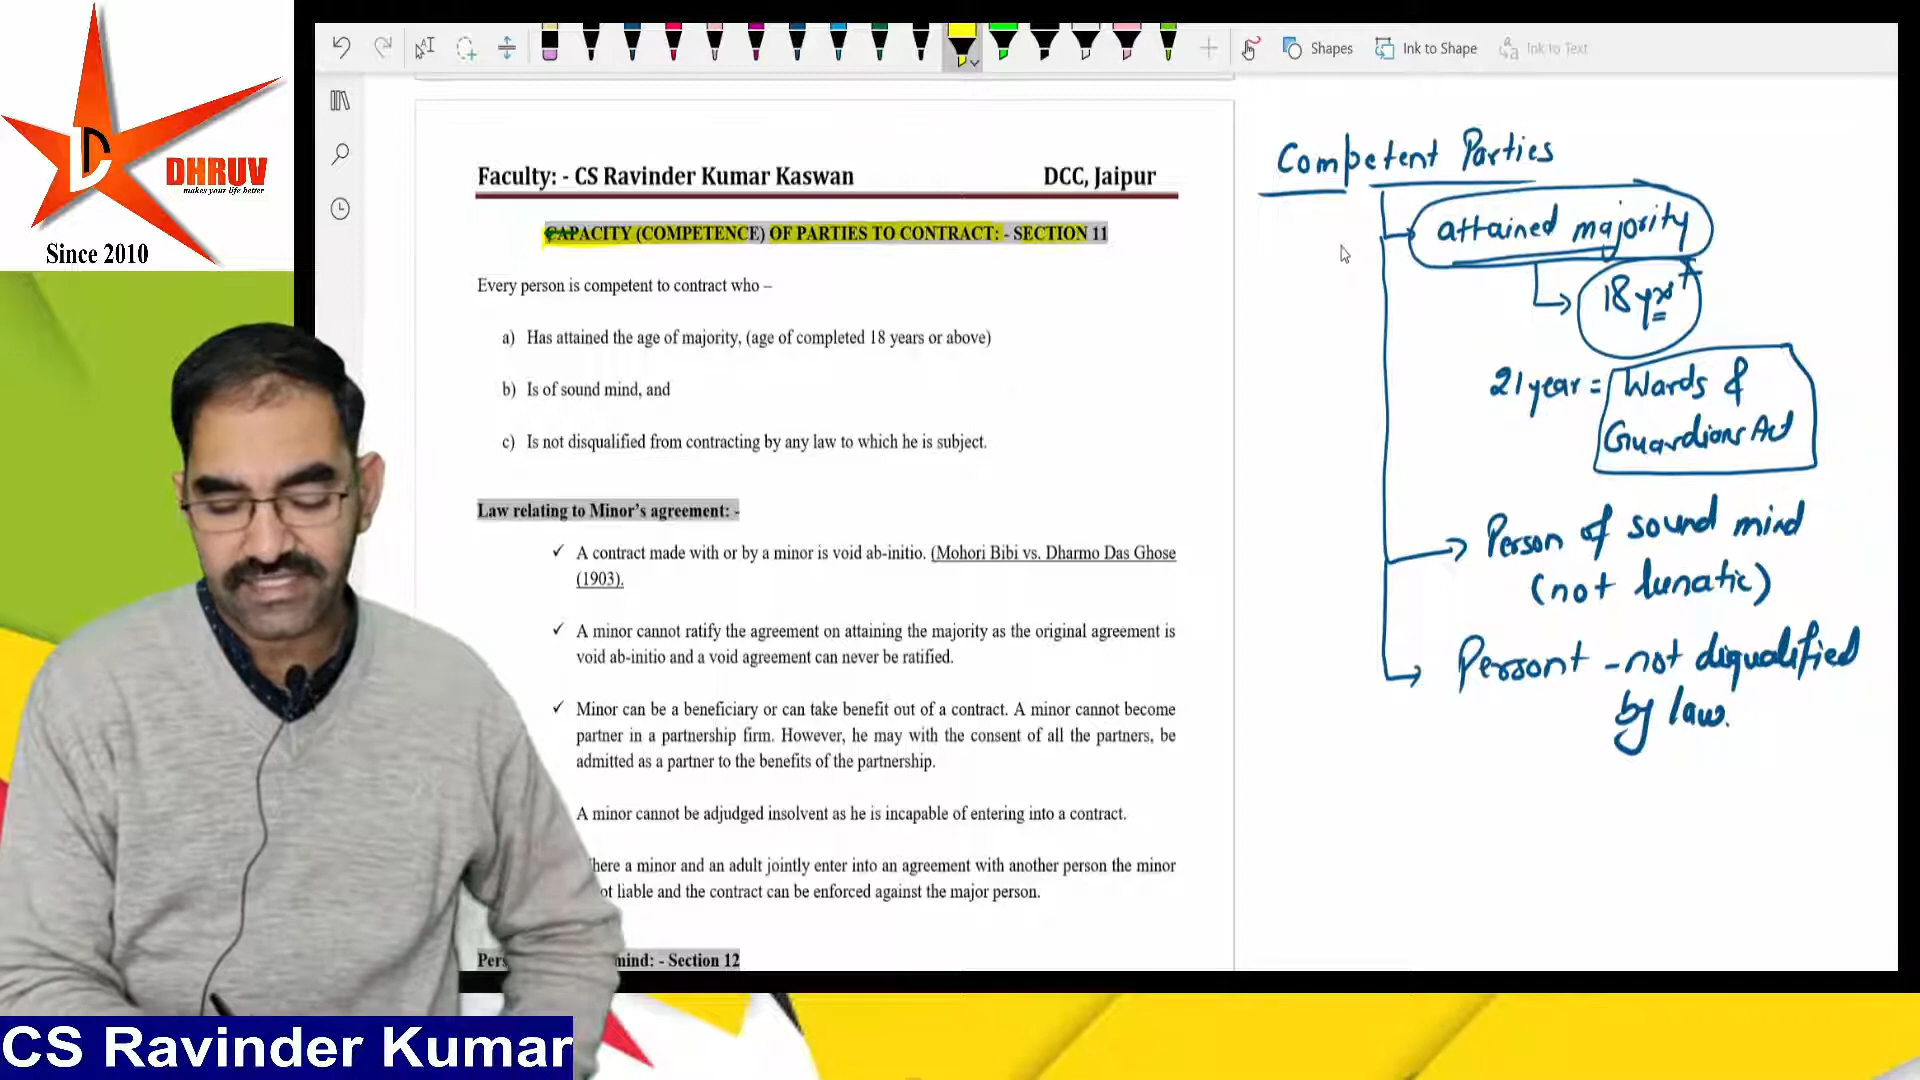 DC
DHRUV
makes your life better
Since 2010
Shapes
Ink to Shape
Ink to Text
Faculty: - CS Ravinder Kumar Kaswan DCC, Jaipur
CAPACITY (COMPETENCE) OF PARTIES TO CONTRACT: - SECTION 11
Every person is competent to contract who –
a) Has attained the age of majority, (age of completed 18 years or above)
b) Is of sound mind, and
c) Is not disqualified from contracting by any law to which he is subject.
Law relating to Minor's agreement: -
✓ A contract made with or by a minor is void ab-initio. (Mohori Bibi vs. Dharmo Das Ghose
(1903).
✓ A minor cannot ratify the agreement on attaining the majority as the original agreement is
void ab-initio and a void agreement can never be ratified.
✓ Minor can be a beneficiary or can take benefit out of a contract. A minor cannot become
partner in a partnership firm. However, he may with the consent of all the partners, be
admitted as a partner to the benefits of the partnership.
A minor cannot be adjudged insolvent as he is incapable of entering into a contract.
here a minor and an adult jointly enter into an agreement with another person the minor
ot liable and the contract can be enforced against the major person.
Per mind: - Section 12
Competent Parties
attained majority
18 yrs+
21 year = Wards &
Guardians Act
Person of sound mind
(not lunatic)
Persont - not disqualified
by law.
CS Ravinder Kumar